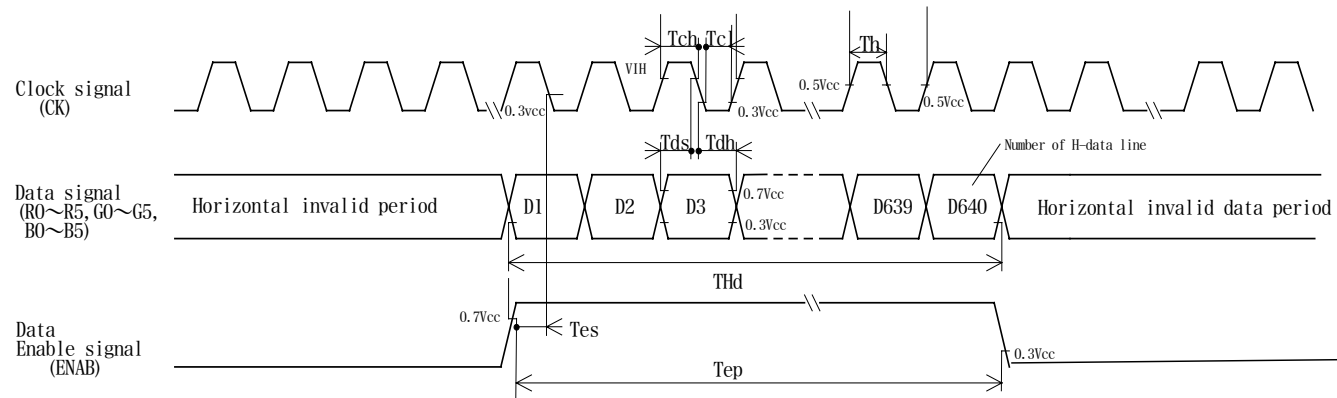 Tch
Tcl
Th
VIH
Clock signal
(CK)
0.3vcc
0.3Vcc
0.5Vcc
0.5Vcc
Tds
Tdh
Number of H-data line
Data signal
(R0～R5,G0～G5,
B0～B5)
Horizontal invalid period
D1
D2
D3
0.7Vcc
0.3Vcc
D639
D640
Horizontal invalid data period
THd
0.7Vcc
Tes
Data
Enable signal
(ENAB)
0.3Vcc
Tep